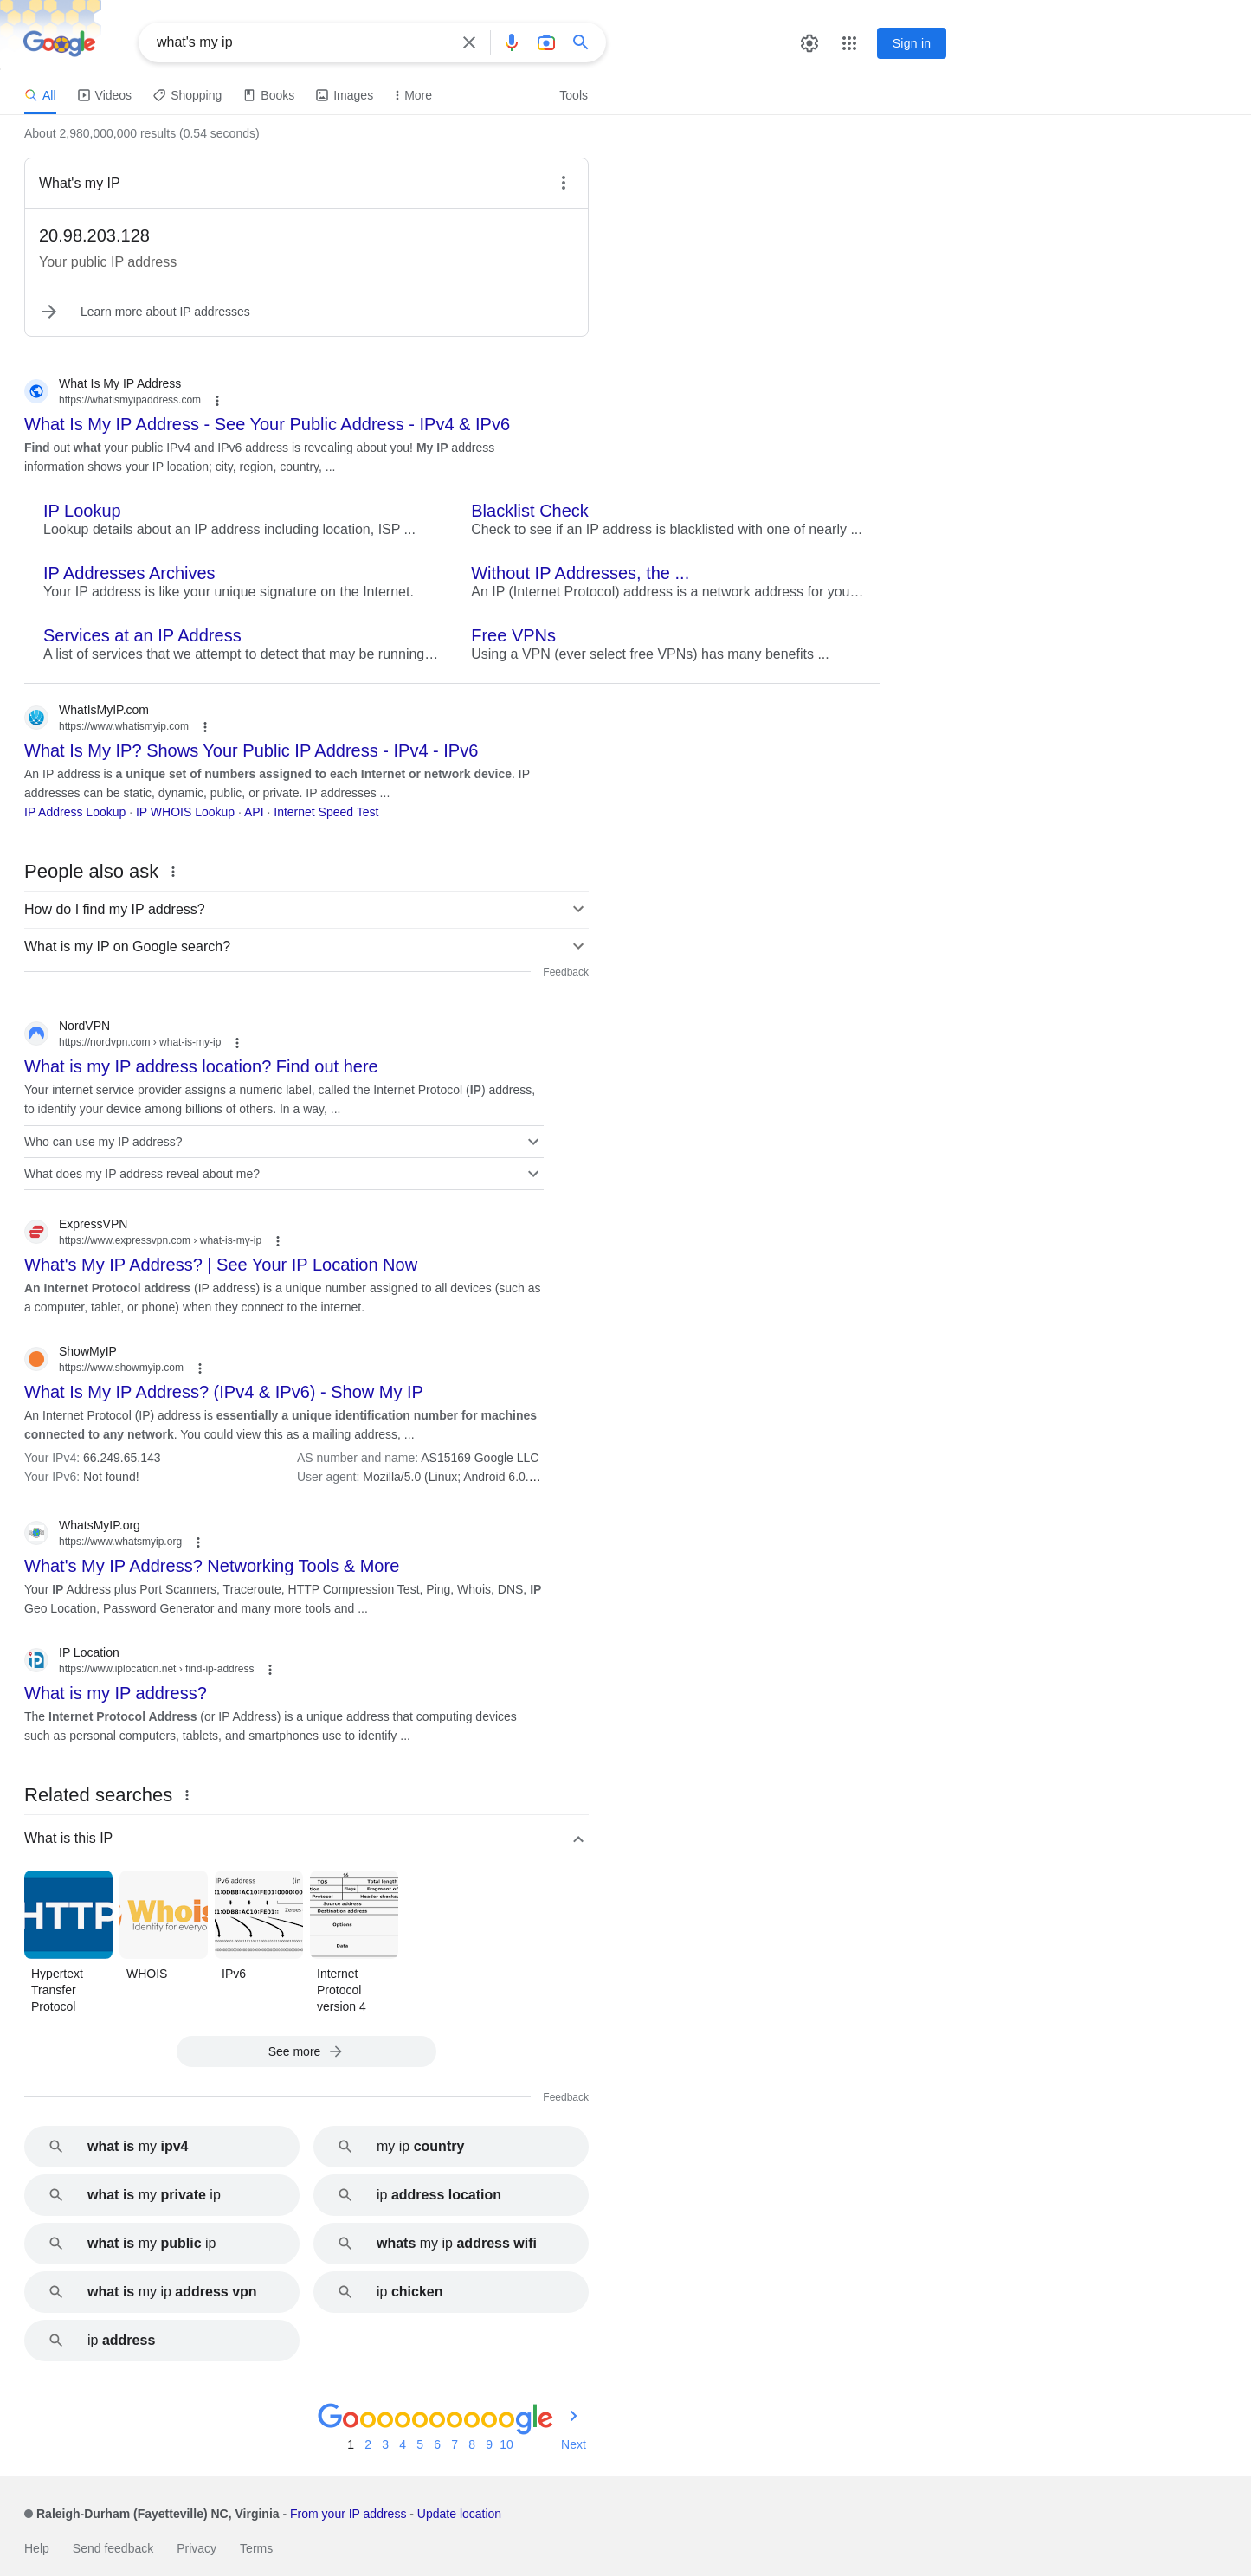 Google
what's my ip
Sign in
All
Videos
Shopping
Books
Images
More
Tools
About 2,980,000,000 results (0.54 seconds)
What's my IP
20.98.203.128
Your public IP address
Learn more about IP addresses
What Is My IP Address
https://whatismyipaddress.com
What Is My IP Address - See Your Public Address - IPv4 & IPv6
Find out what your public IPv4 and IPv6 address is revealing about you! My IP address
information shows your IP location; city, region, country, ...
IP Lookup
Lookup details about an IP address including location, ISP ...
Blacklist Check
Check to see if an IP address is blacklisted with one of nearly ...
IP Addresses Archives
Your IP address is like your unique signature on the Internet.
Without IP Addresses, the ...
An IP (Internet Protocol) address is a network address for you…
Services at an IP Address
A list of services that we attempt to detect that may be running…
Free VPNs
Using a VPN (ever select free VPNs) has many benefits ...
WhatIsMyIP.com
https://www.whatismyip.com
What Is My IP? Shows Your Public IP Address - IPv4 - IPv6
An IP address is a unique set of numbers assigned to each Internet or network device. IP
addresses can be static, dynamic, public, or private. IP addresses ...
IP Address Lookup · IP WHOIS Lookup · API · Internet Speed Test
People also ask
How do I find my IP address?
What is my IP on Google search?
Feedback
NordVPN
https://nordvpn.com › what-is-my-ip
What is my IP address location? Find out here
Your internet service provider assigns a numeric label, called the Internet Protocol (IP) address,
to identify your device among billions of others. In a way, ...
Who can use my IP address?
What does my IP address reveal about me?
ExpressVPN
https://www.expressvpn.com › what-is-my-ip
What's My IP Address? | See Your IP Location Now
An Internet Protocol address (IP address) is a unique number assigned to all devices (such as
a computer, tablet, or phone) when they connect to the internet.
ShowMyIP
https://www.showmyip.com
What Is My IP Address? (IPv4 & IPv6) - Show My IP
An Internet Protocol (IP) address is essentially a unique identification number for machines
connected to any network. You could view this as a mailing address, ...
Your IPv4: 66.249.65.143
AS number and name: AS15169 Google LLC
Your IPv6: Not found!
User agent: Mozilla/5.0 (Linux; Android 6.0.…
WhatsMyIP.org
https://www.whatsmyip.org
What's My IP Address? Networking Tools & More
Your IP Address plus Port Scanners, Traceroute, HTTP Compression Test, Ping, Whois, DNS, IP
Geo Location, Password Generator and many more tools and ...
IP Location
https://www.iplocation.net › find-ip-address
What is my IP address?
The Internet Protocol Address (or IP Address) is a unique address that computing devices
such as personal computers, tablets, and smartphones use to identify ...
Related searches
What is this IP
HTTP
Whois
Identity for everyo
IPv6 address (in
Zeroes
16
TOS Total length
Flags Fragment of
Protocol Header checks
Source address
Destination address
Options
Data
Hypertext
Transfer
Protocol
WHOIS
IPv6
Internet
Protocol
version 4
See more
Feedback
what is my ipv4
my ip country
what is my private ip
ip address location
what is my public ip
whats my ip address wifi
what is my ip address vpn
ip chicken
ip address
Goooooooooogle
1 2 3 4 5 6 7 8 9 10 Next
Raleigh-Durham (Fayetteville) NC, Virginia - From your IP address - Update location
Help
Send feedback
Privacy
Terms